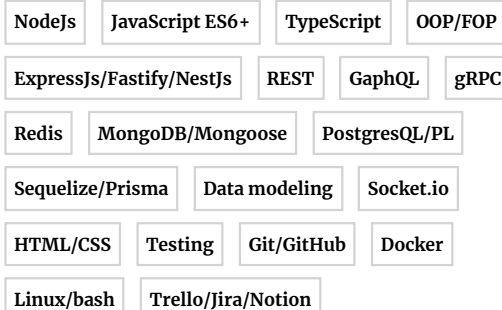 NodeJs JavaScript ES6+ TypeScript OOP/FOP
ExpressJs/Fastify/NestJs REST GaphQL gRPC
Redis MongoDB/Mongoose PostgresQL/PL
Sequelize/Prisma Data modeling Socket.io
HTML/CSS Testing Git/GitHub Docker
Linux/bash Trello/Jira/Notion